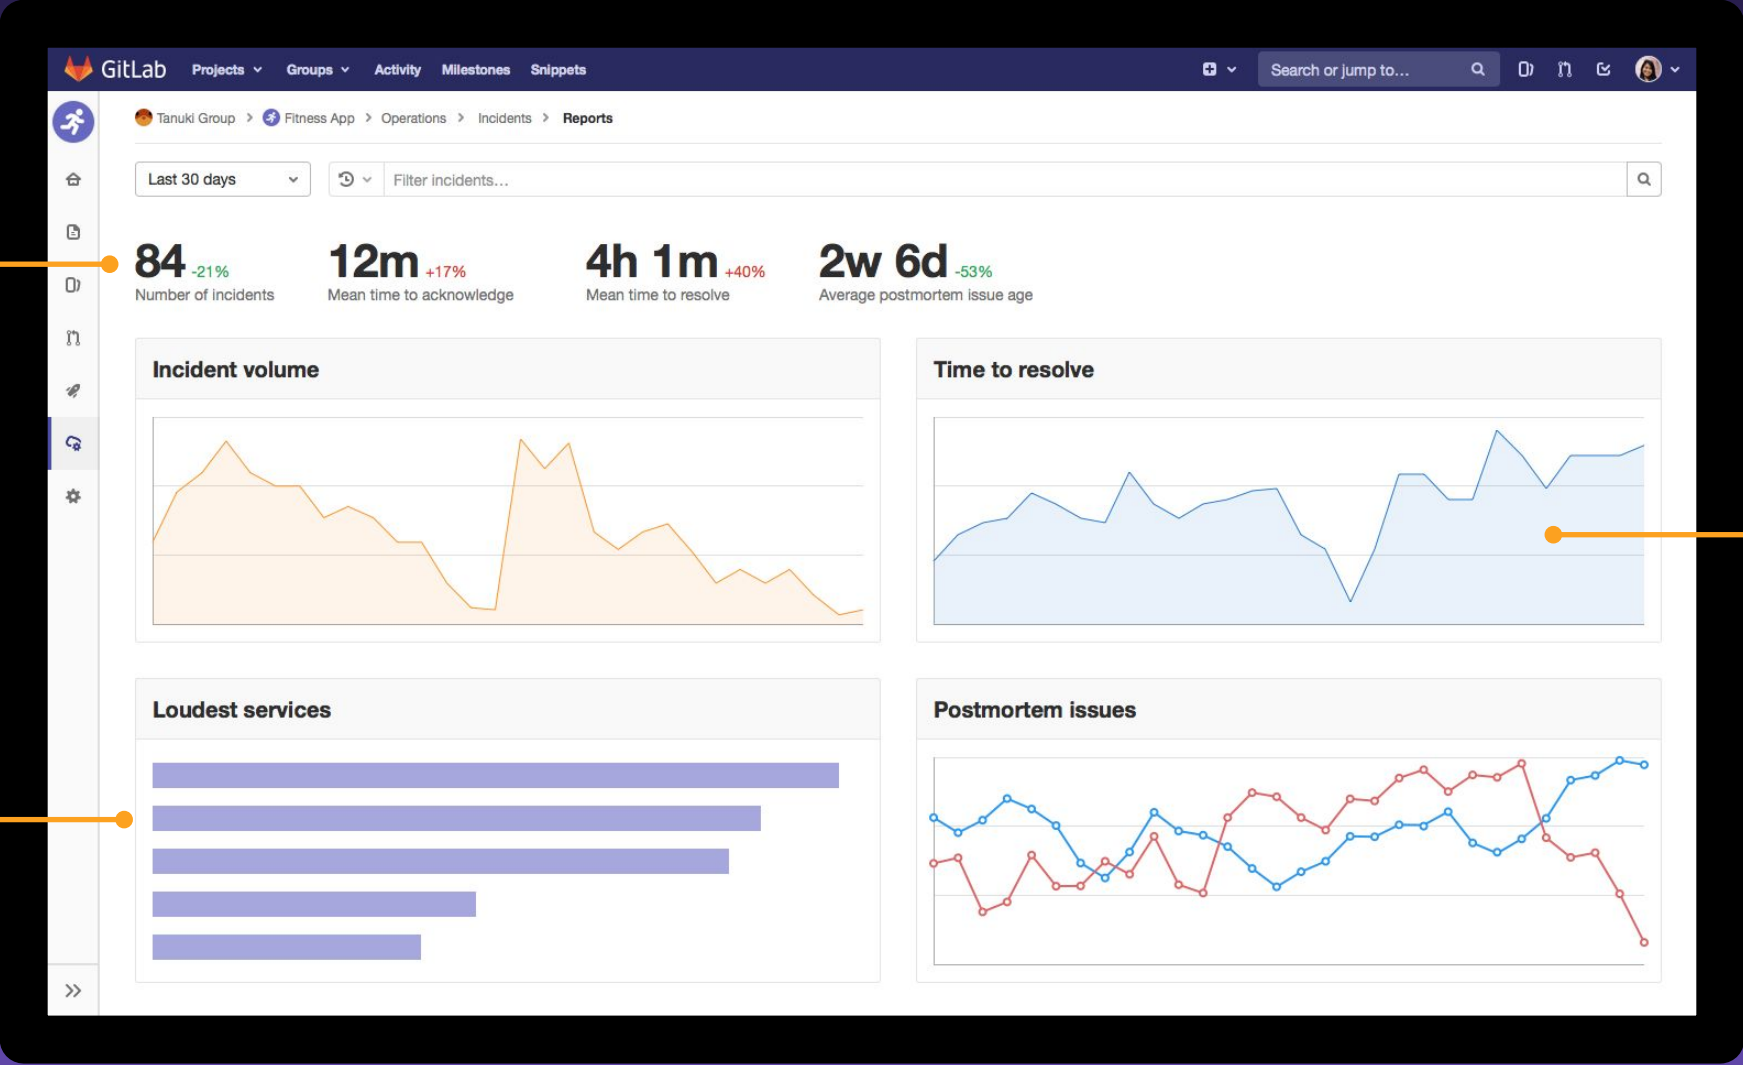 GitLab Projects Groups Activity Milestones Snippets Search or jump to...
Tanuki Group > Fitness App > Operations > Incidents > Reports
Last 30 days Filter incidents...
84 -21% 12m +17% 4h 1m +40% 2w 6d -53%
Number of incidents Mean time to acknowledge Mean time to resolve Average postmortem issue age
Incident volume Time to resolve
Loudest services Postmortem issues